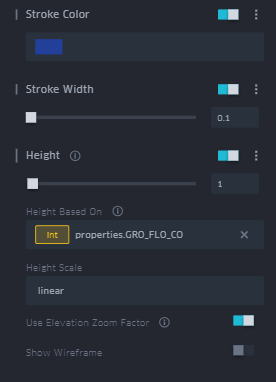 Stroke Color
Stroke Width
0.1
Height
1
Height Based On
Int properties.GRO_FLO_CO
Height Scale
linear
Use Elevation Zoom Factor
Show Wireframe